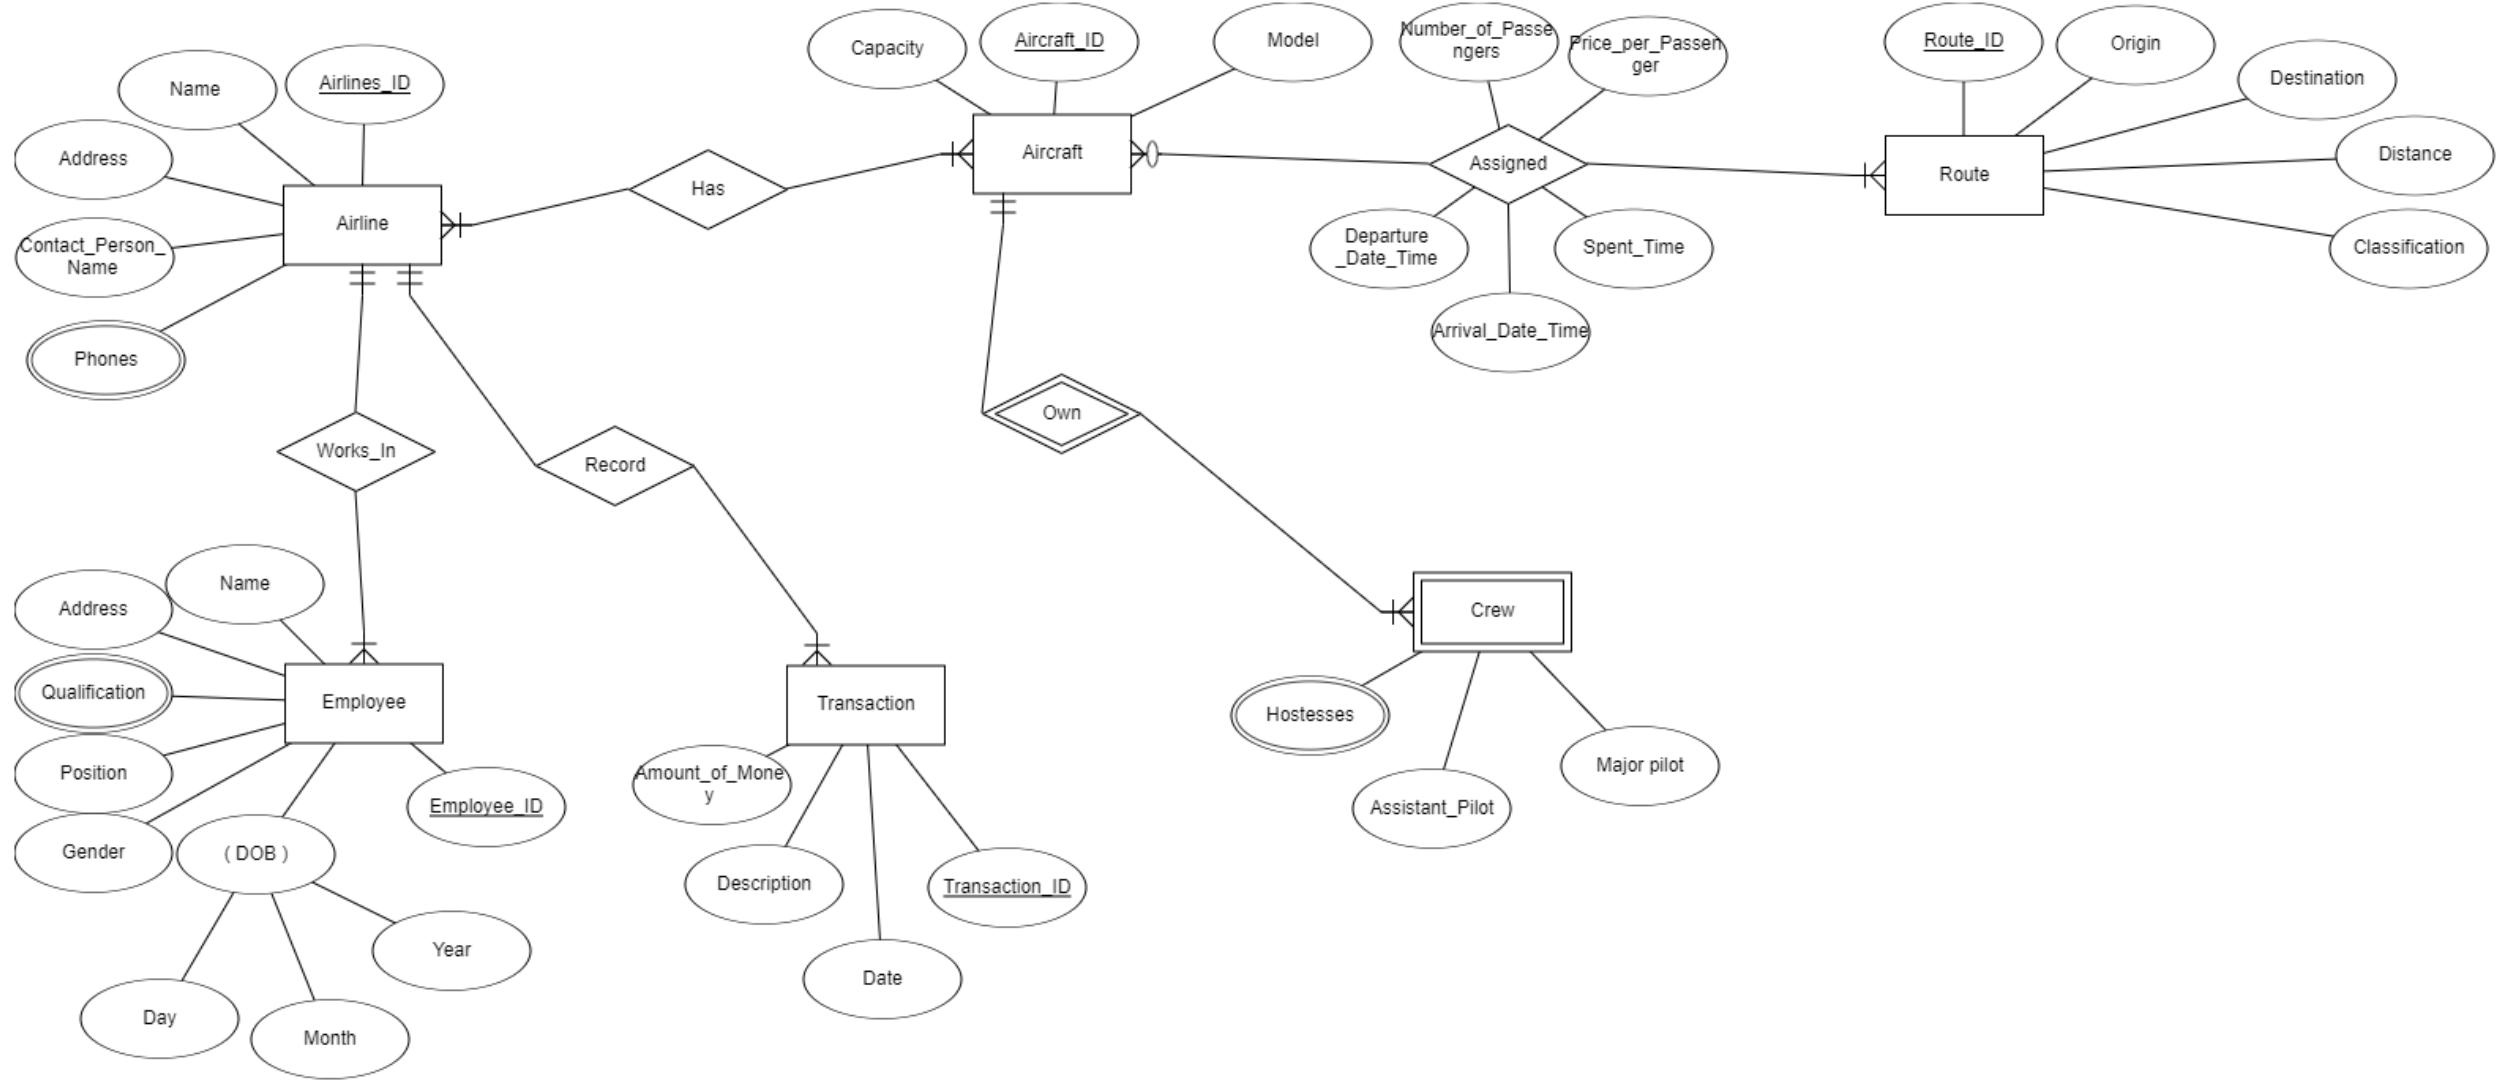 Capacity
Aircraft_ID
Model
Number_of_Passe
ngers
Price_per_Passen
ger
Route_ID
Origin
Destination
Name
Airlines_ID
Address
Aircraft
Assigned
Route
Distance
Has
Airline
Contact_Person_
Name
Departure
_Date_Time
Spent_Time
Classification
Arrival_Date_Time
Phones
Own
Works_In
Record
Name
Address
Crew
Qualification
Employee
Transaction
Hostesses
Position
Amount_of_Mone
y
Major pilot
Employee_ID
Assistant_Pilot
Gender
( DOB )
Description
Transaction_ID
Year
Date
Day
Month